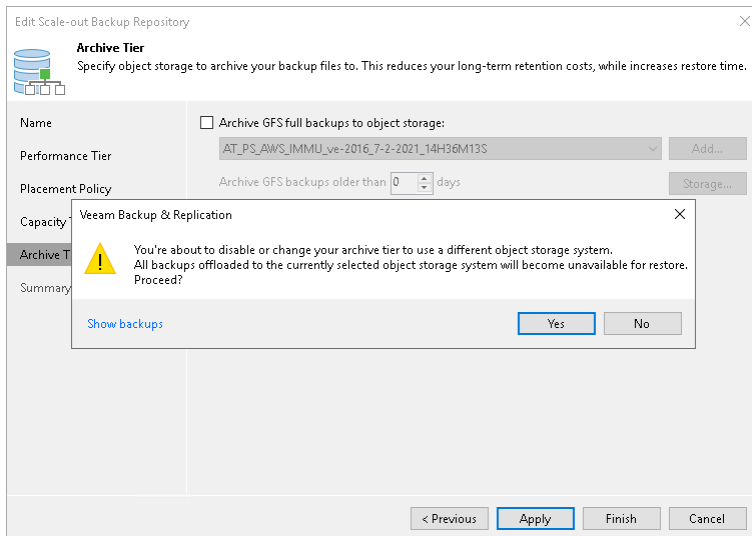 Edit Scale-out Backup Repository
Archive Tier
Specify object storage to archive your backup files to. This reduces your long-term retention costs, while increases restore time.
Name
Performance Tier
Placement Policy
Capacity
Archive T
Summary
Archive GFS full backups to object storage:
AT_PS_AWS_IMMU_ve-2016_7-2-2021_14H36M13S
Add...
Archive GFS backups older than 0 days
Storage...
Veeam Backup & Replication
You're about to disable or change your archive tier to use a different object storage system.
All backups offloaded to the currently selected object storage system will become unavailable for restore.
Proceed?
Show backups
Yes
No
< Previous
Apply
Finish
Cancel